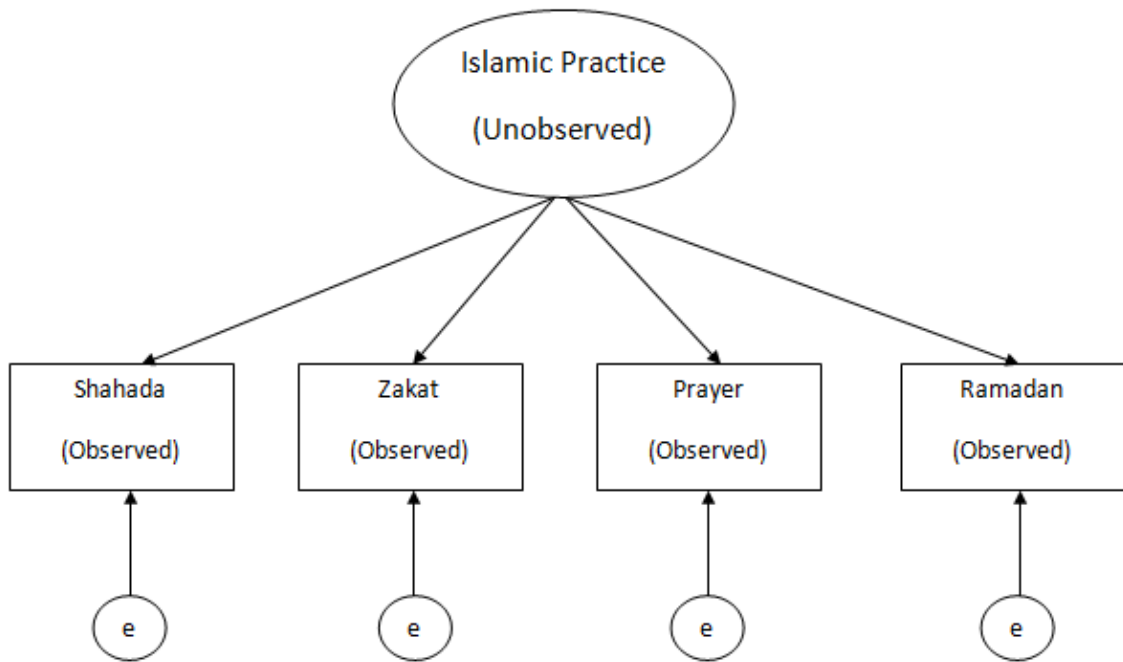 Islamic Practice
(Unobserved)
Shahada
(Observed)
Zakat
(Observed)
Prayer
(Observed)
Ramadan
(Observed)
e
e
e
e